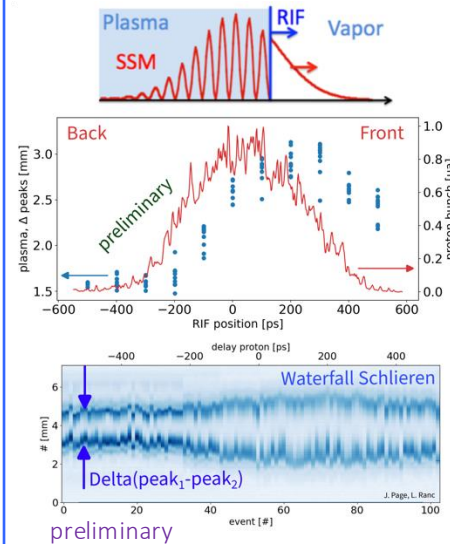 Plasma
RIF
Vapor
SSM
Back
Front
preliminary
plasma, Δ peaks [mm]
3.0
2.5
2.0
1.5
1.0
0.8
0.6
0.4
0.2
0.0
proton bunch
−600 −400 −200 0 200 400 600
RIF position [ps]
delay proton [ps]
−400 −200 0 200 400
Waterfall Schlieren
# [mm]
6
4
2
0
Delta(peak₁-peak₂)
J. Page, L. Ranc
0 20 40 60 80 100
event [#]
preliminary